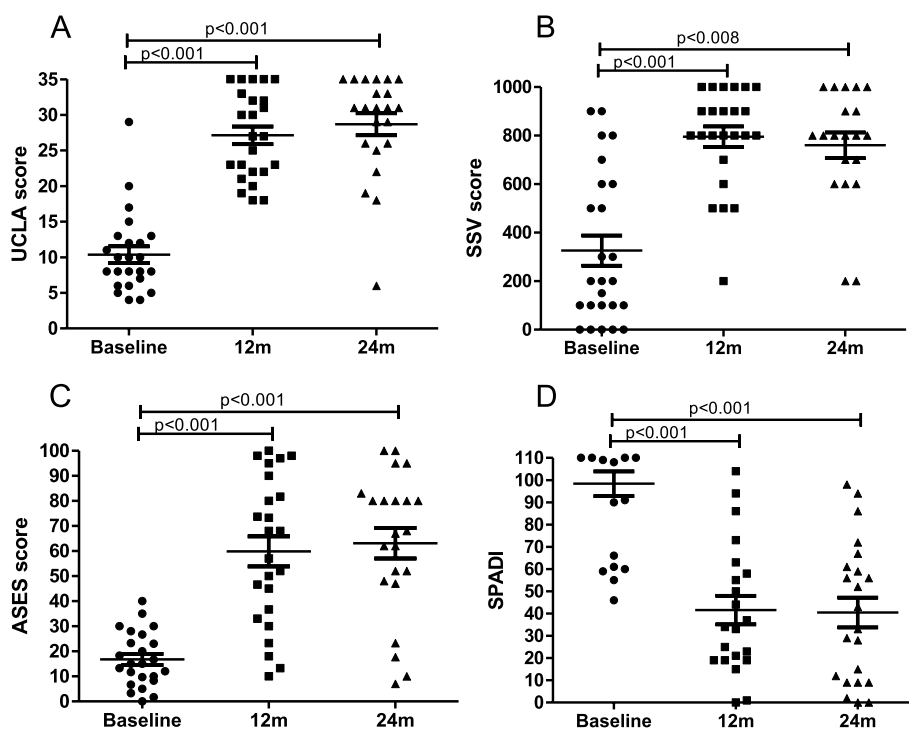 A
p<0.001
p<0.001
UCLA score
35
30
25
20
15
10
5
0
Baseline 12m 24m
B
p<0.008
p<0.001
SSV score
1000
800
600
400
200
0
Baseline 12m 24m
C
p<0.001
p<0.001
ASES score
100
90
80
70
60
50
40
30
20
10
0
Baseline 12m 24m
D
p<0.001
p<0.001
SPADI
110
100
90
80
70
60
50
40
30
20
10
0
Baseline 12m 24m